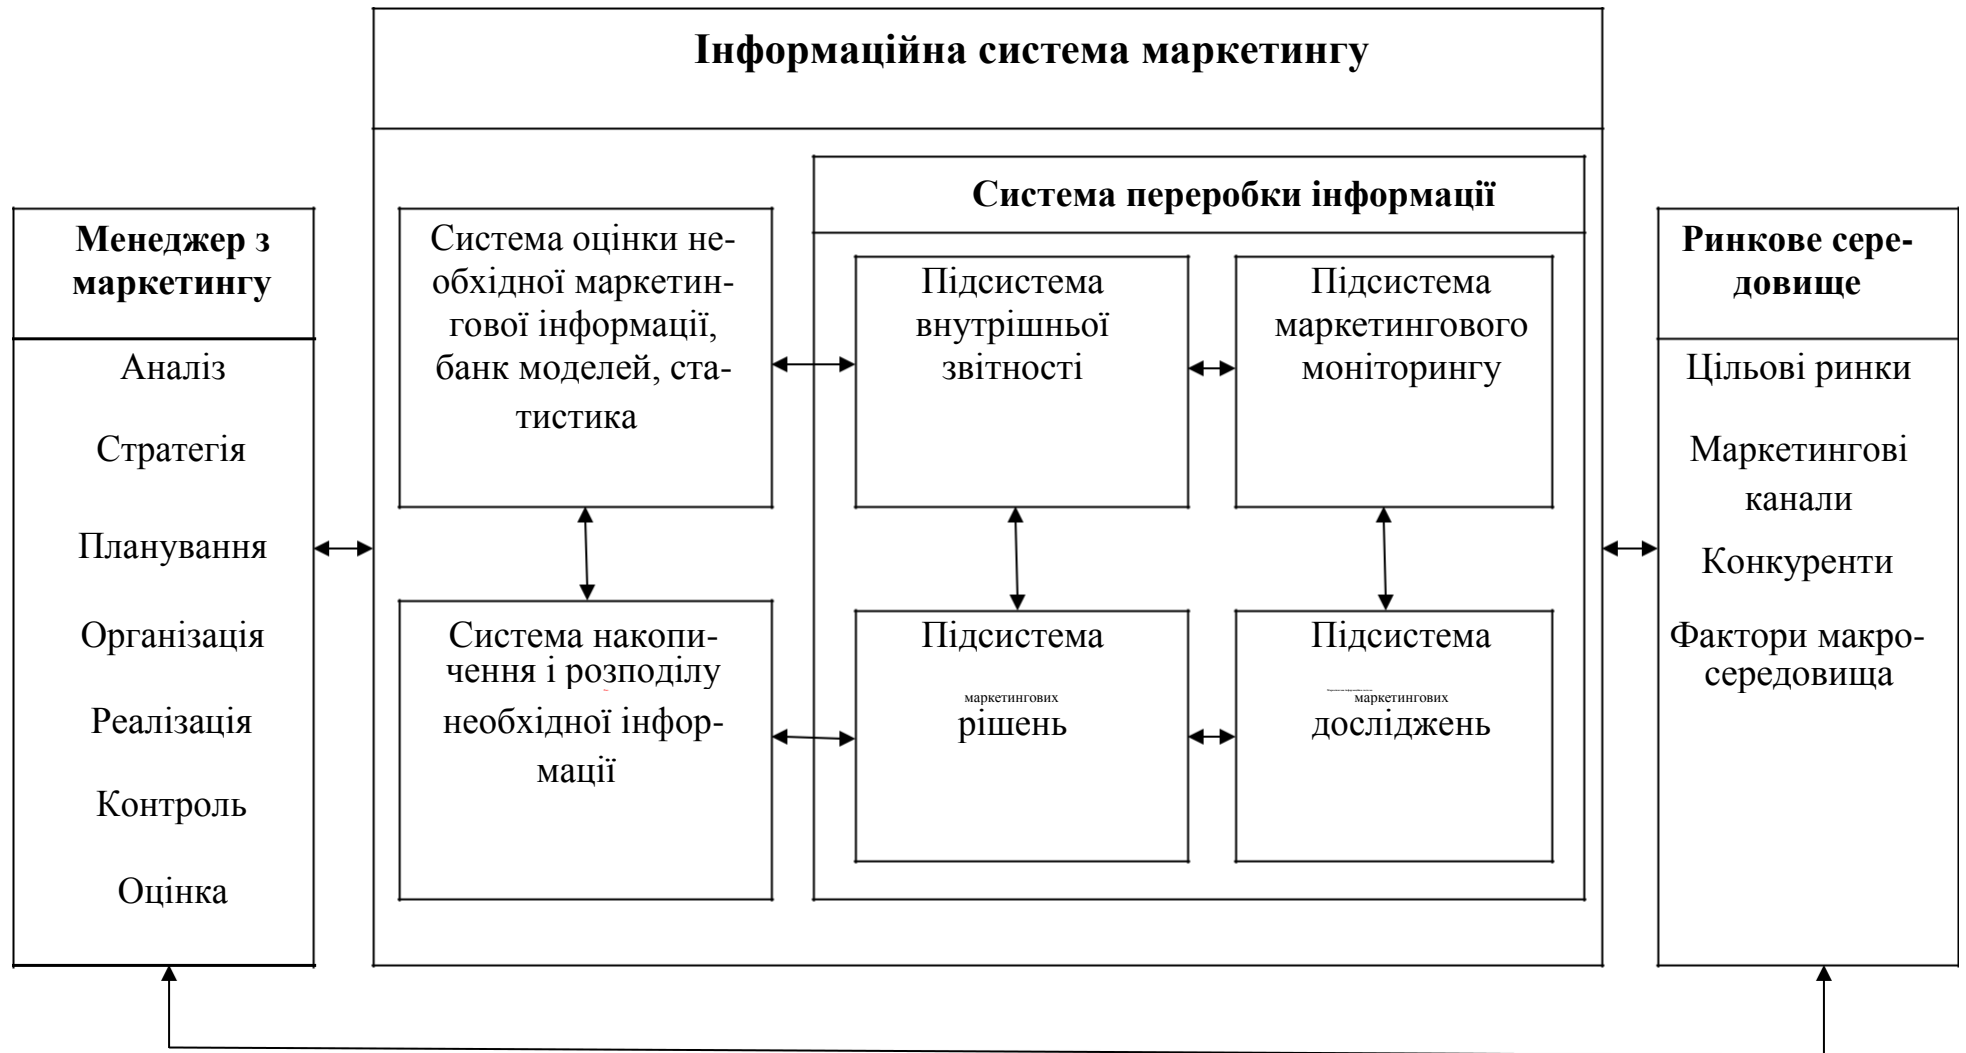 Інформаційна система маркетингу
Менеджер з
маркетингу
Аналіз
Стратегія
Планування
Організація
Реалізація
Контроль
Оцінка
Система оцінки не-
обхідної маркетин-
гової інформації,
банк моделей, ста-
тистика
Система накопи-
чення і розподілу
необхідної інфор-
мації
Система переробки інформації
Підсистема
внутрішньої
звітності
Підсистема
маркетингового
моніторингу
Підсистема
маркетингових
рішень
Підсистема
маркетингових
досліджень
Ринкове сере-
довище
Цільові ринки
Маркетингові
канали
Конкуренти
Фактори макро-
середовища